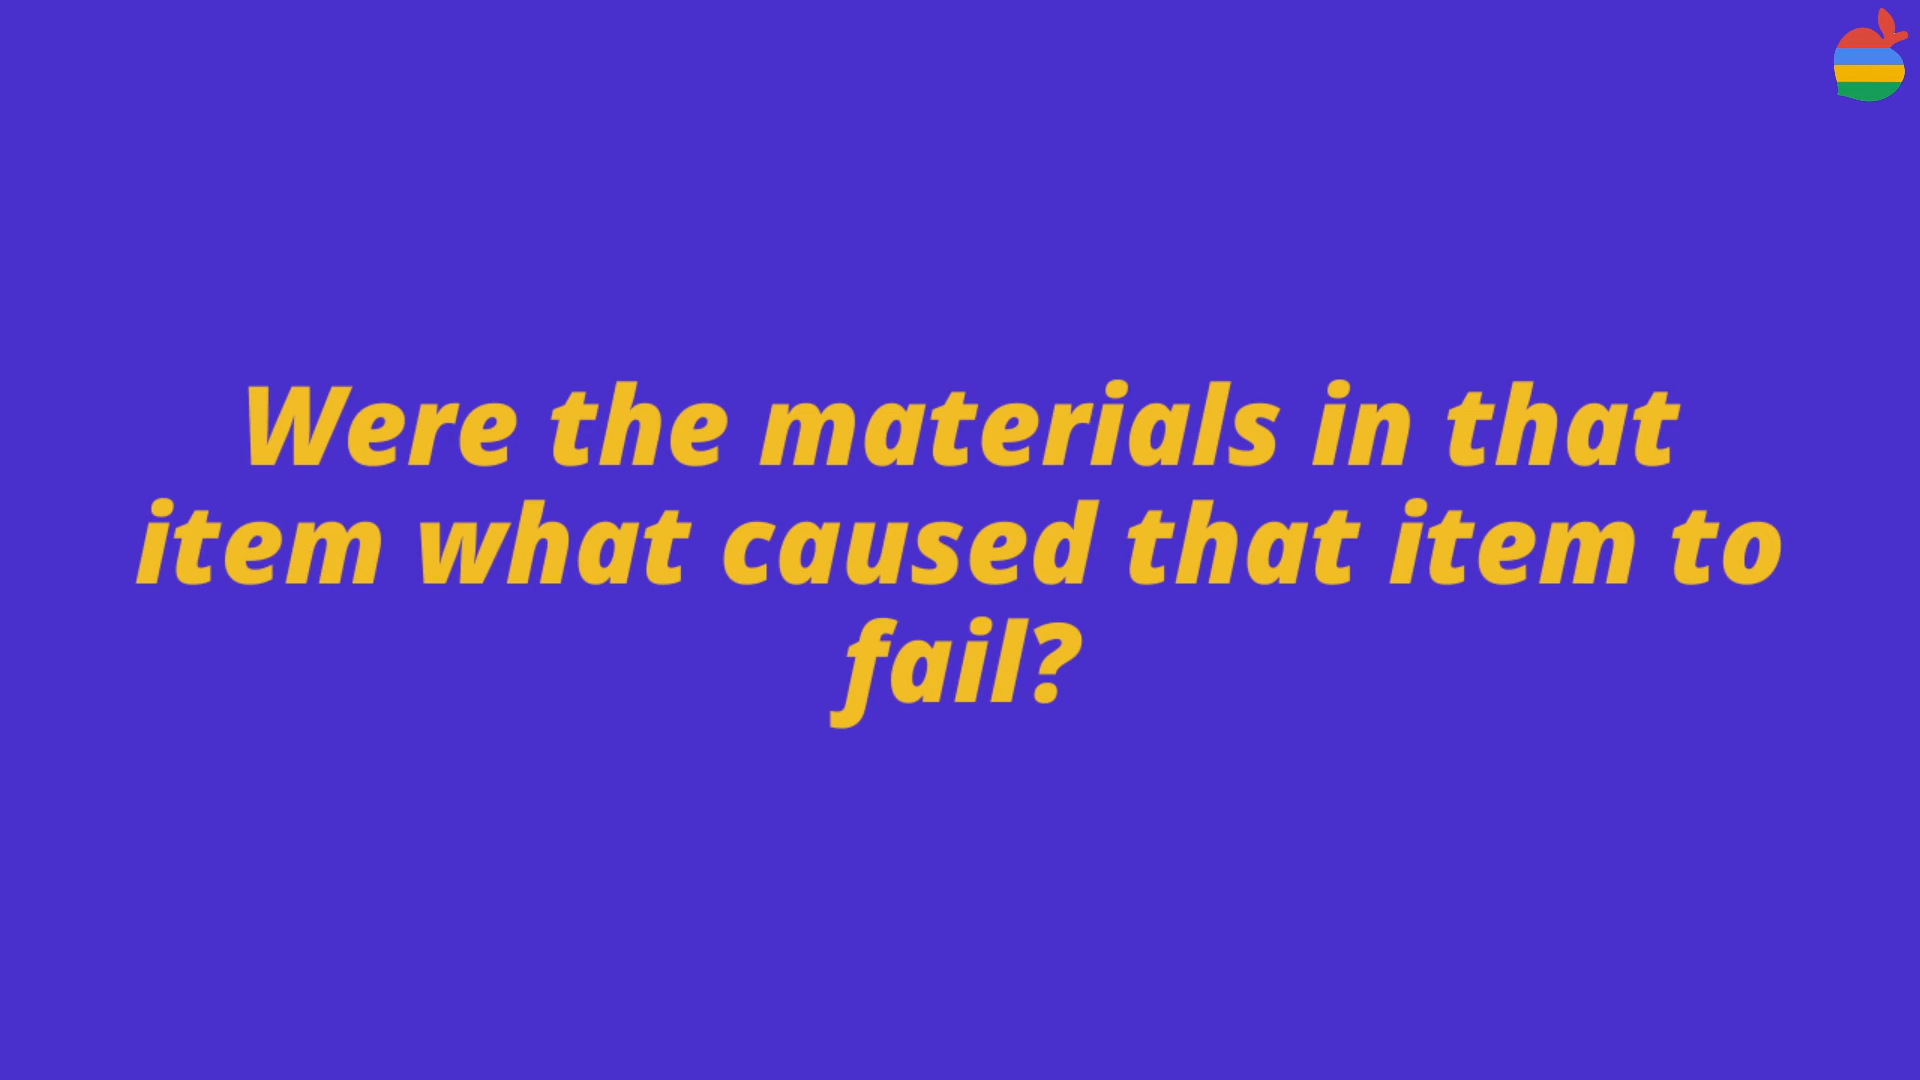 Were the materials in that
item what caused that item to
fail?